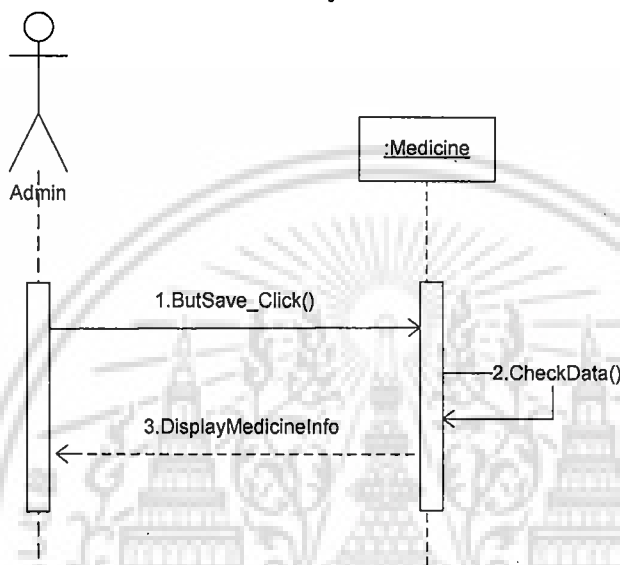 :Medicine
Admin
1.ButSave_Click()
2.CheckData()
3.DisplayMedicineInfo